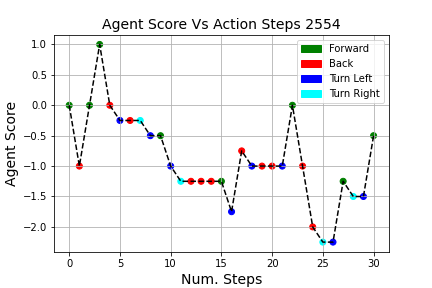 Agent Score Vs Action Steps 2554
Agent Score
1.0
0.5
0.0
−0.5
−1.0
−1.5
−2.0
Forward
Back
Turn Left
Turn Right
0 5 10 15 20 25 30
Num. Steps